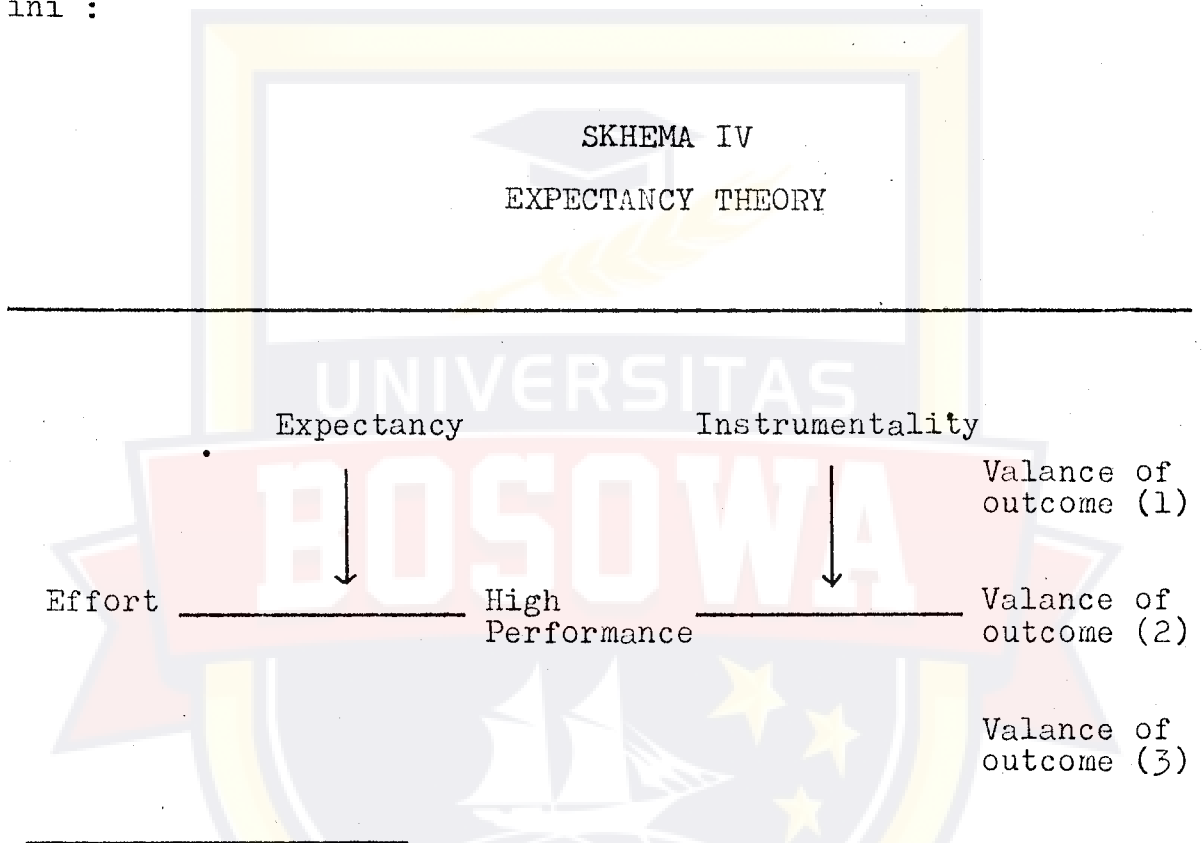 ini :
SKHEMA IV
EXPECTANCY THEORY
UNIVERSITAS
Expectancy
Instrumentality
BOSOWA
Valance of
outcome (1)
Effort
High
Performance
Valance of
outcome (2)
Valance of
outcome (3)